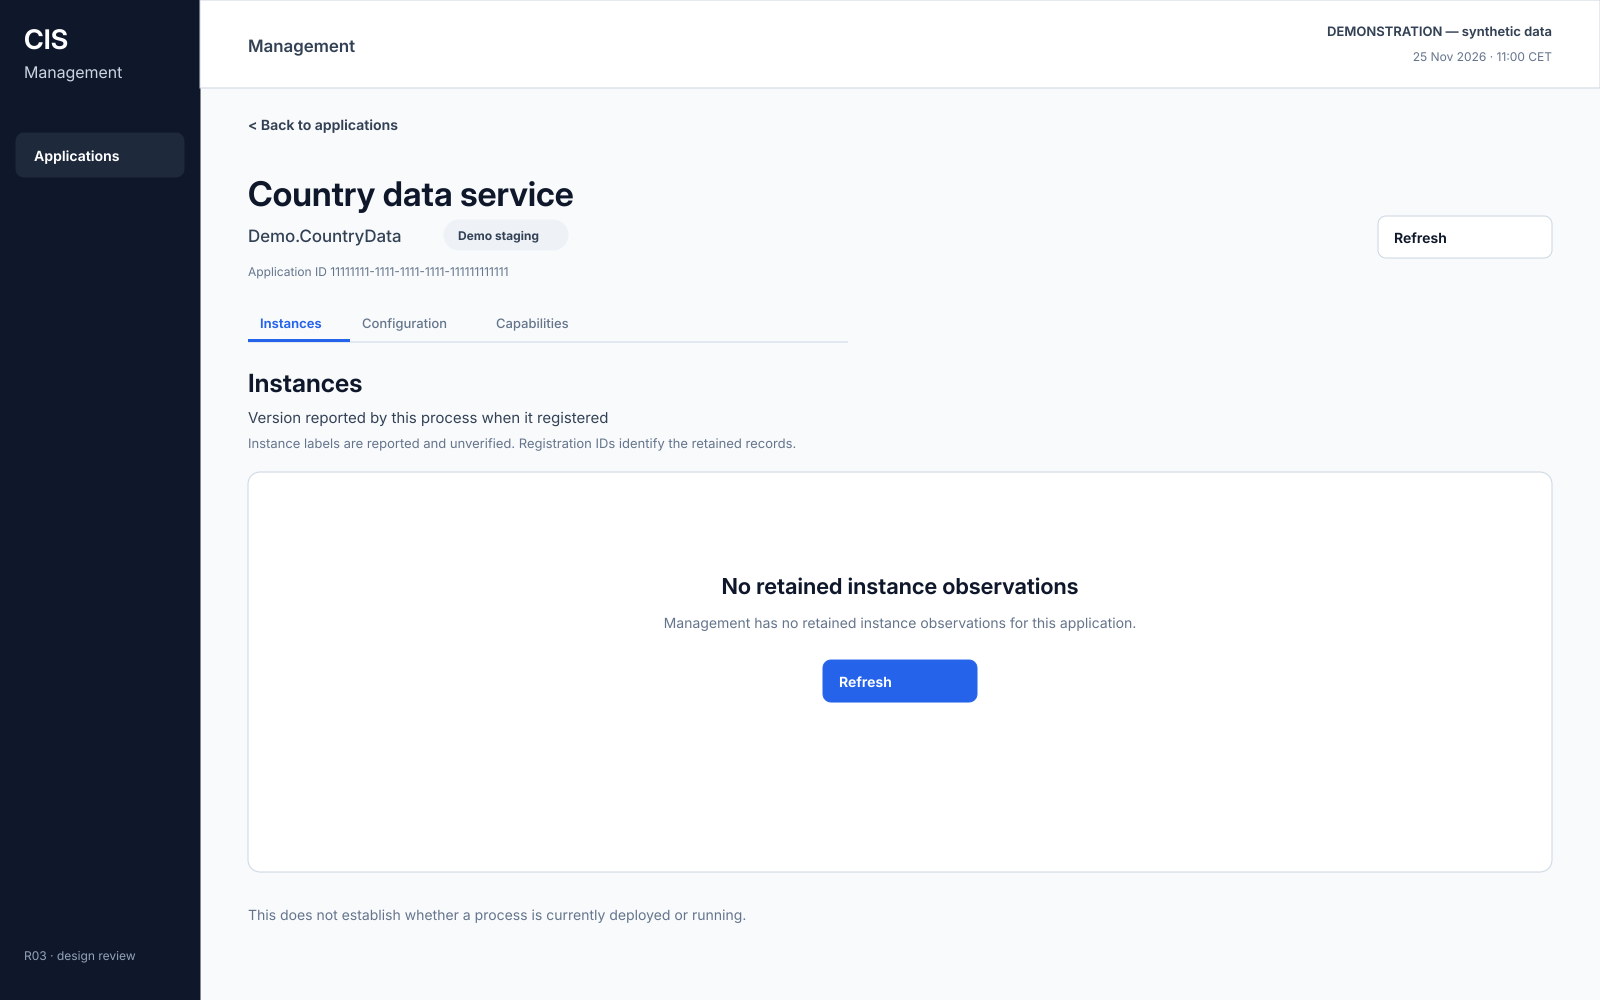 CIS
Management
Applications
R03 · design review
Management
DEMONSTRATION — synthetic data
25 Nov 2026 · 11:00 CET
< Back to applications
Country data service
Demo.CountryData
Demo staging
Application ID 11111111-1111-1111-1111-111111111111
Refresh
Instances
Configuration
Capabilities
Instances
Version reported by this process when it registered
Instance labels are reported and unverified. Registration IDs identify the retained records.
No retained instance observations
Management has no retained instance observations for this application.
Refresh
This does not establish whether a process is currently deployed or running.